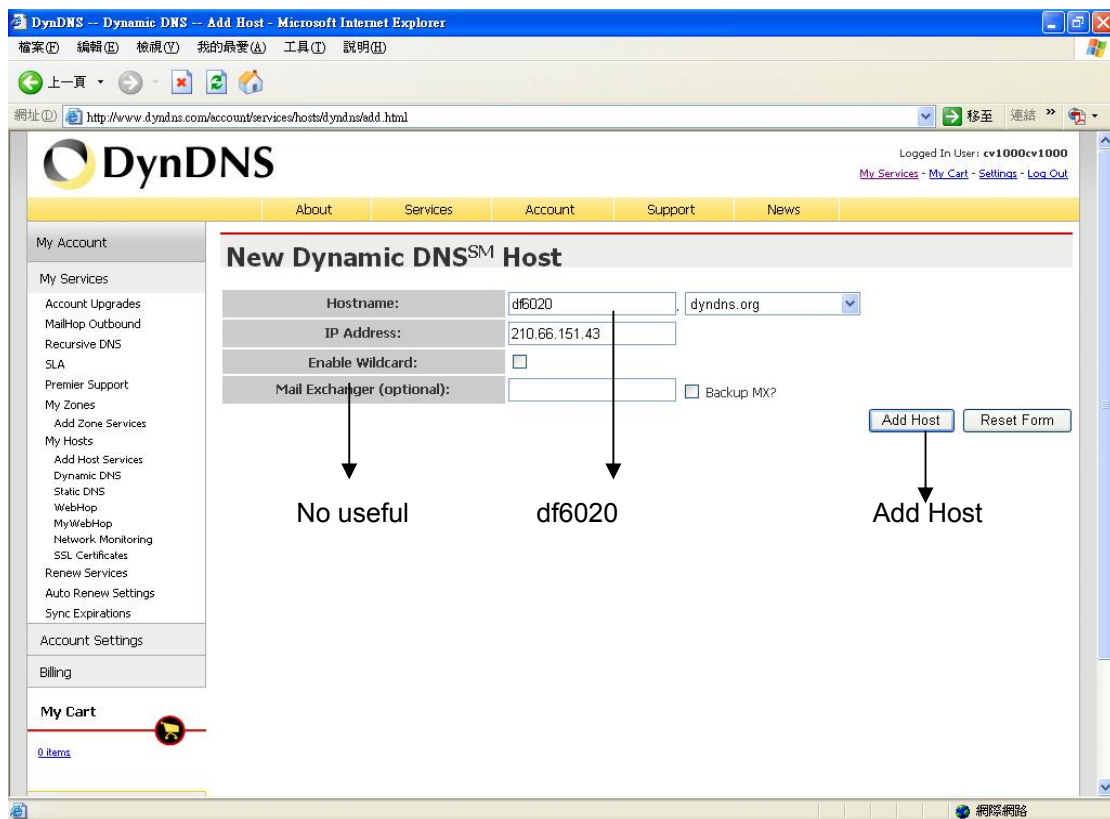 DynDNS -- Dynamic DNS -- Add Host - Microsoft Internet Explorer
檔案(F) 編輯(E) 檢視(V) 我的最愛(A) 工具(T) 說明(H)
上一頁
網址(D) http://www.dyndns.com/account/services/hosts/dyndns/add.html 移至 連結 »
DynDNS
Logged In User: cv1000cv1000
My Services - My Cart - Settings - Log Out
About Services Account Support News
My Account
My Services
Account Upgrades
MailHop Outbound
Recursive DNS
SLA
Premier Support
My Zones
Add Zone Services
My Hosts
Add Host Services
Dynamic DNS
Static DNS
WebHop
MyWebHop
Network Monitoring
SSL Certificates
Renew Services
Auto Renew Settings
Sync Expirations
Account Settings
Billing
My Cart
0 items
New Dynamic DNS℠ Host
Hostname: df6020 . dyndns.org
IP Address: 210.66.151.43
Enable Wildcard:
Mail Exchanger (optional): Backup MX?
Add Host Reset Form
No useful df6020 Add Host
網際網路